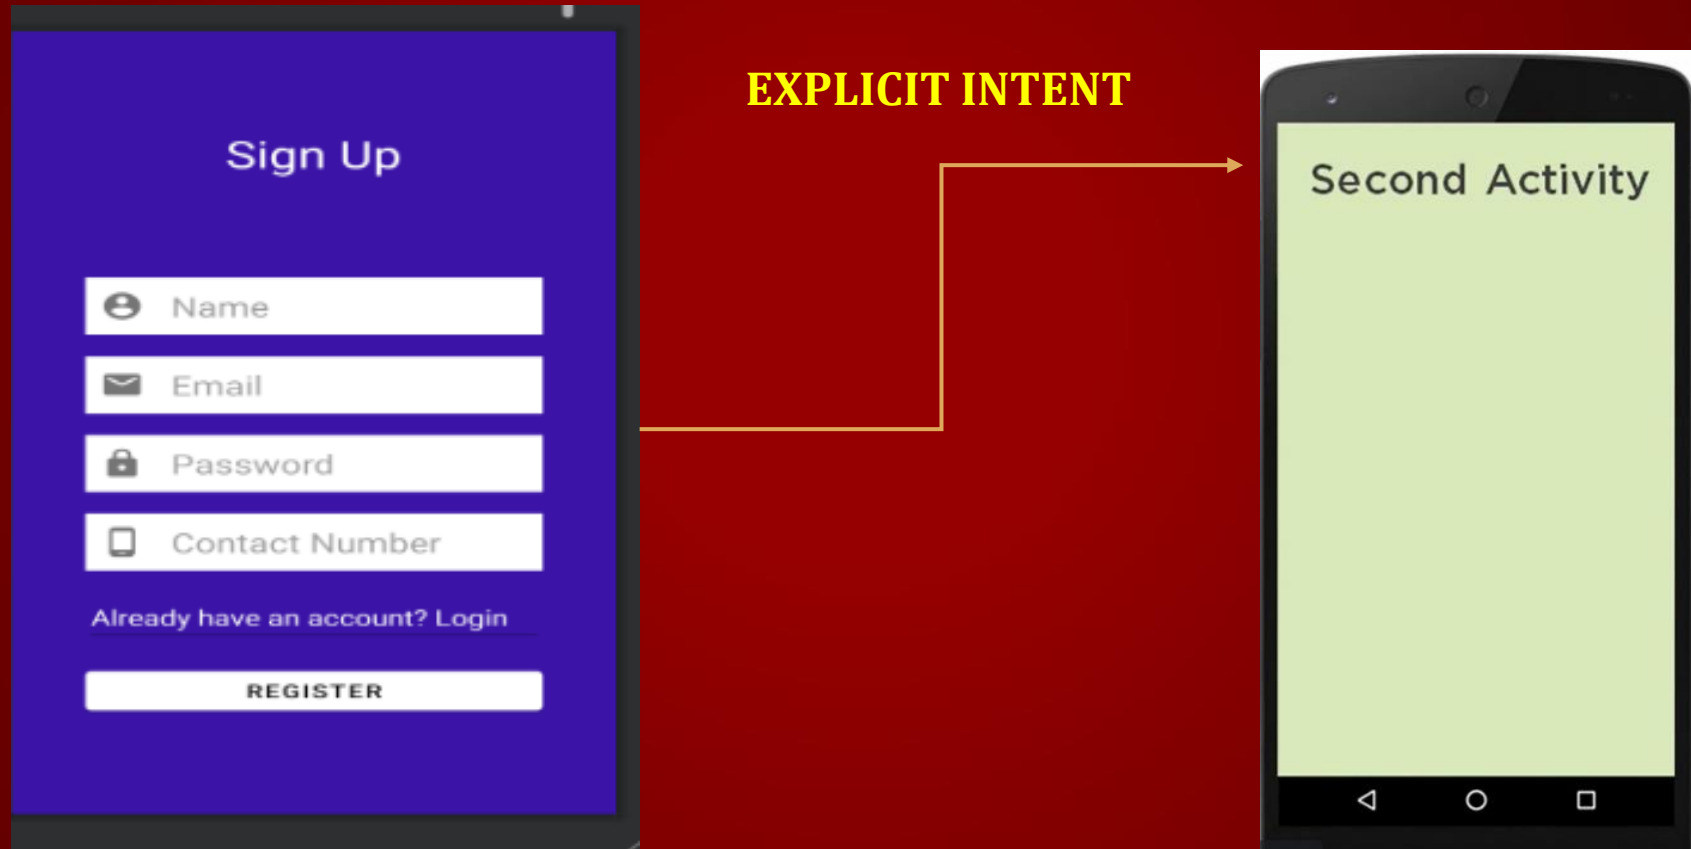 EXPLICIT INTENT
Sign Up
Name
Email
Password
Contact Number
Already have an account? Login
REGISTER
Second Activity